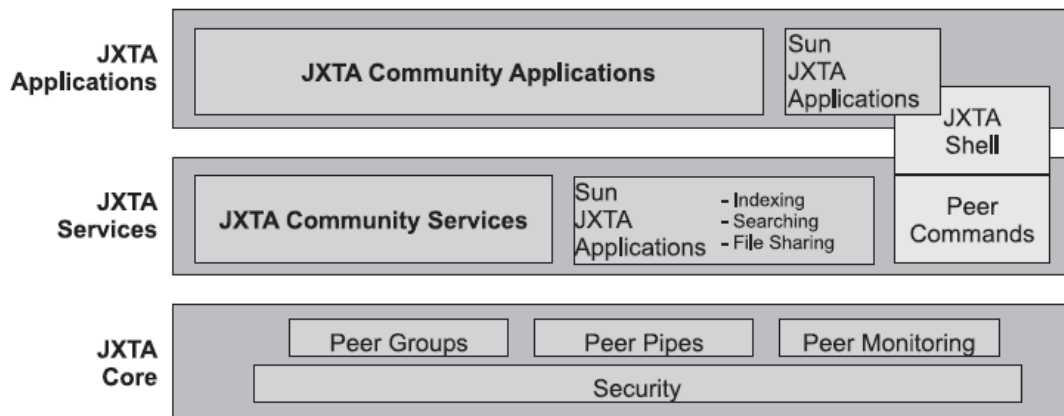 JXTA
Applications
JXTA Community Applications
Sun
JXTA
Applications
JXTA
Shell
JXTA
Services
JXTA Community Services
Sun
JXTA
Applications
- Indexing
- Searching
- File Sharing
Peer
Commands
JXTA
Core
Peer Groups
Peer Pipes
Peer Monitoring
Security